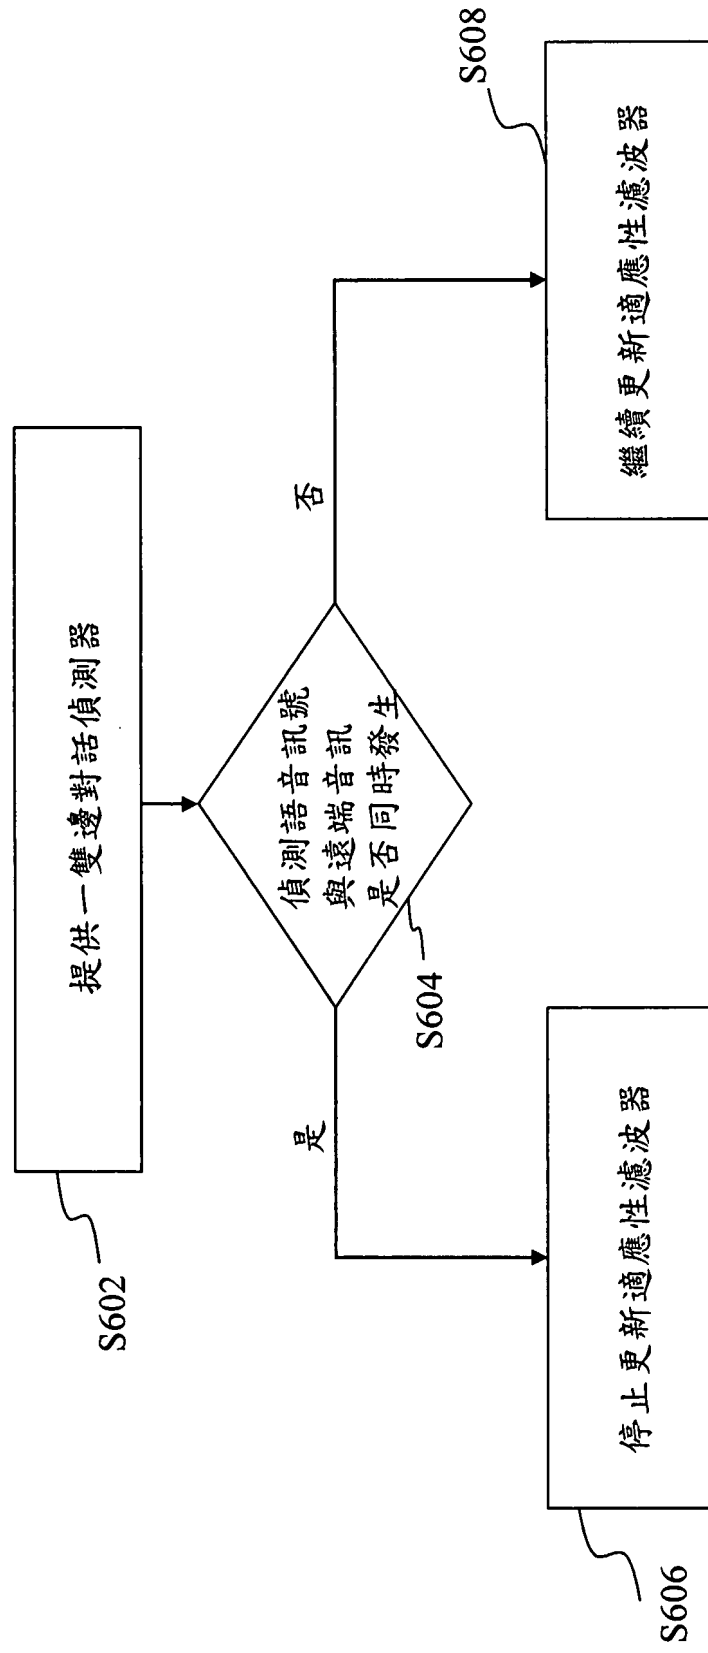 提供一雙邊對話偵測器
S602
偵測語音訊號
與遠端音訊
是否同時發生
S604
是
否
停止更新適應性濾波器
S606
繼續更新適應性濾波器
S608